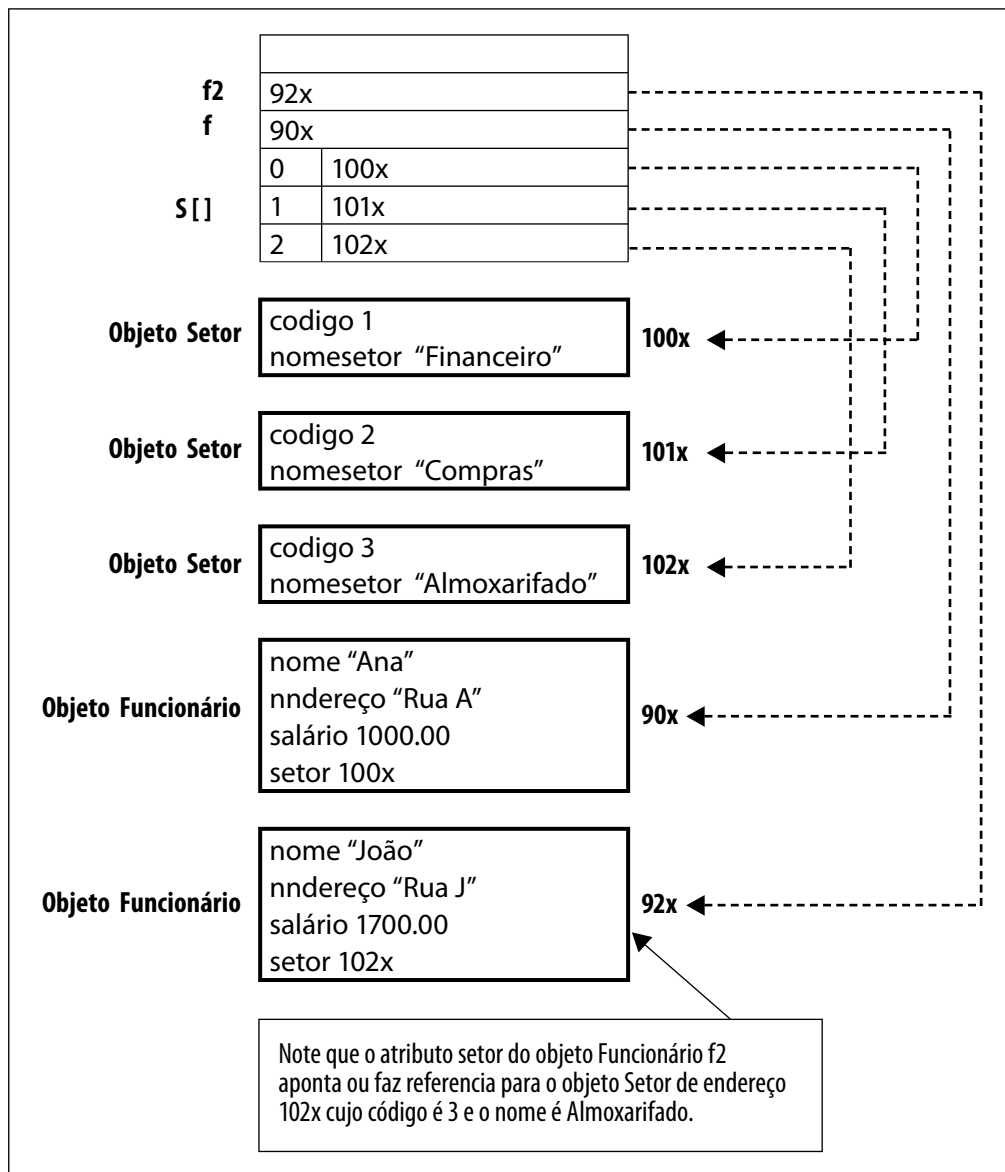 f2 92x
f 90x
0 100x
S [ ] 1 101x
2 102x
Objeto Setor
codigo 1
nomesetor “Financeiro”
100x
Objeto Setor
codigo 2
nomesetor “Compras”
101x
Objeto Setor
codigo 3
nomesetor “Almoxarifado”
102x
Objeto Funcionário
nome “Ana”
nndereço “Rua A”
salário 1000.00
setor 100x
90x
Objeto Funcionário
nome “João”
nndereço “Rua J”
salário 1700.00
setor 102x
92x
Note que o atributo setor do objeto Funcionário f2
aponta ou faz referencia para o objeto Setor de endereço
102x cujo código é 3 e o nome é Almoxarifado.